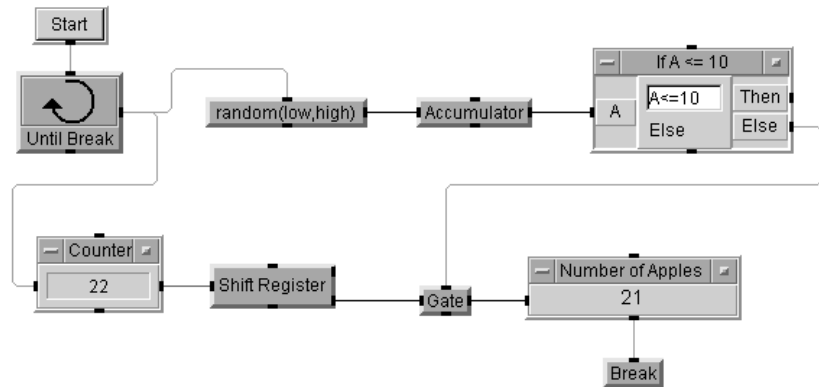 Start
Until Break
random(low,high)
Accumulator
If A <= 10
A
A<=10
Else
Then
Else
Counter
22
Shift Register
Gate
Number of Apples
21
Break